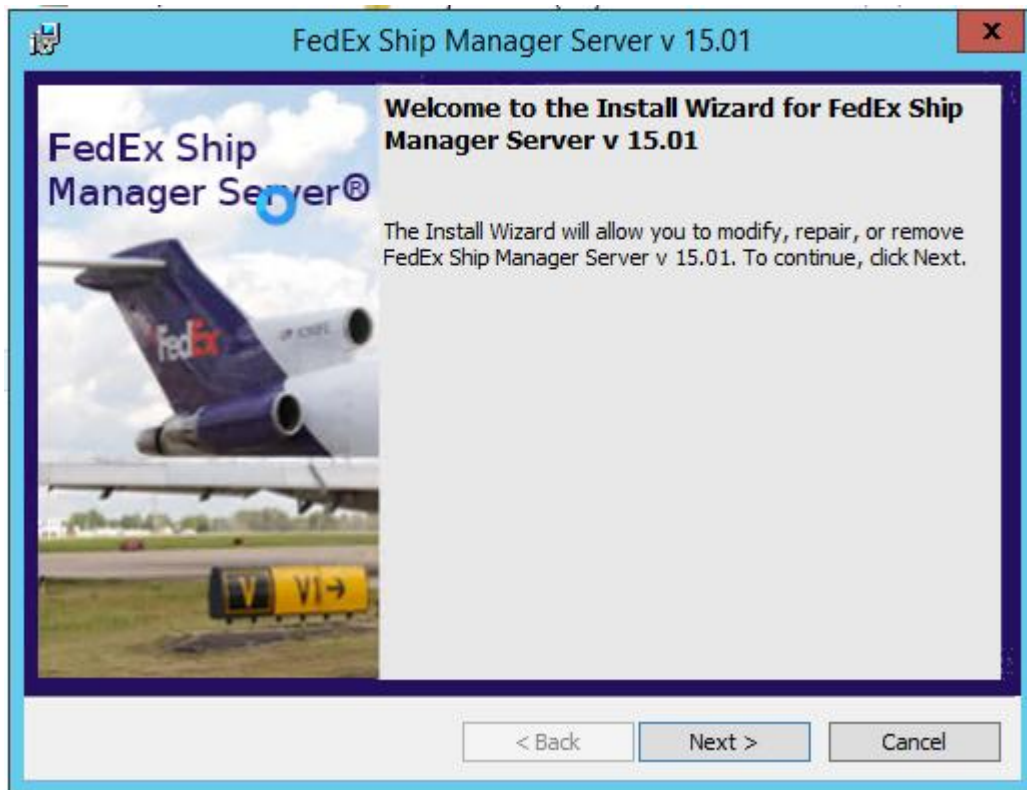 FedEx Ship Manager Server v 15.01
x
FedEx Ship
Manager Server®
FedEx
V V1→
Welcome to the Install Wizard for FedEx Ship
Manager Server v 15.01
The Install Wizard will allow you to modify, repair, or remove
FedEx Ship Manager Server v 15.01. To continue, click Next.
< Back
Next >
Cancel